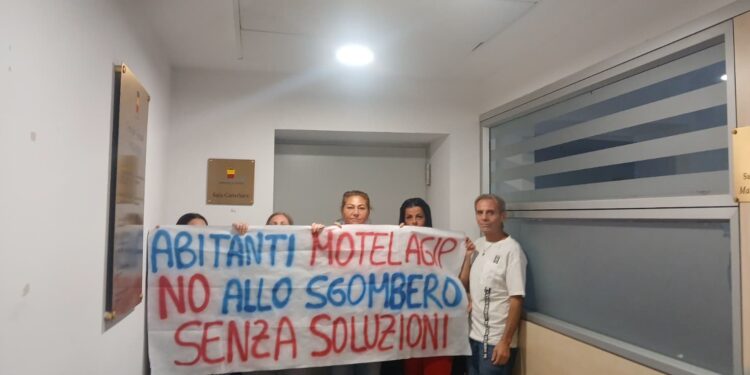 ABITANTI MOTEL AGIP
NO ALLO SGOMBERO
SENZA SOLUZIONI